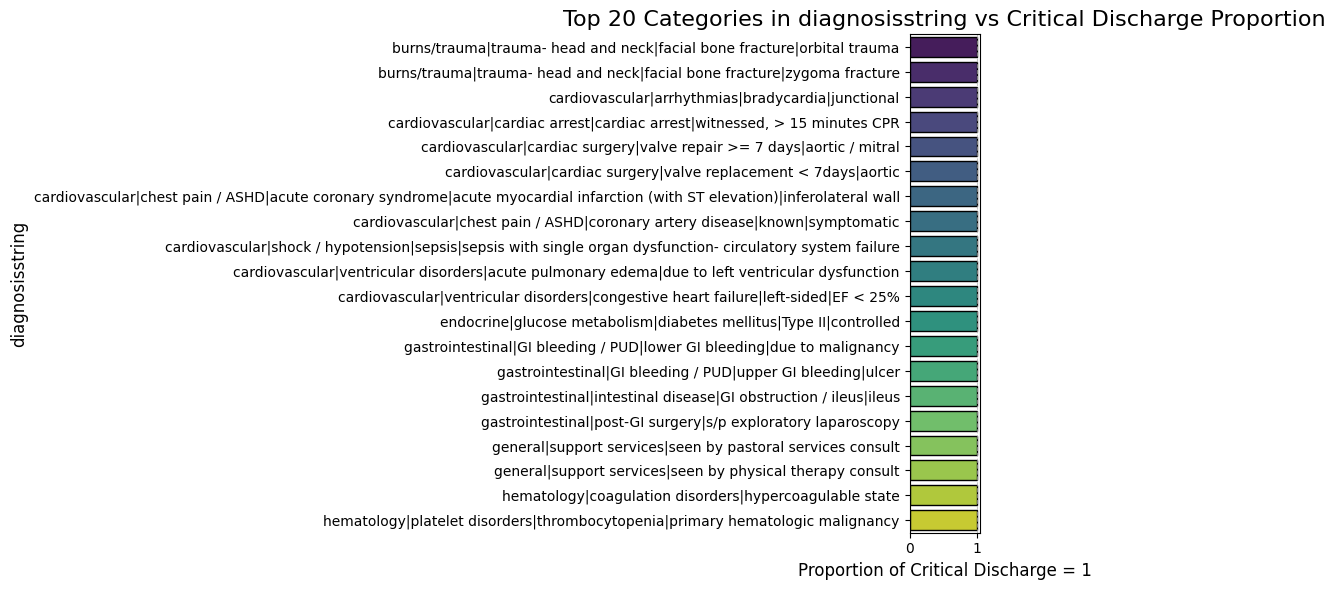 Top 20 Categories in diagnosisstring vs Critical Discharge Proportion
diagnosisstring
burns/trauma|trauma- head and neck|facial bone fracture|orbital trauma
burns/trauma|trauma- head and neck|facial bone fracture|zygoma fracture
cardiovascular|arrhythmias|bradycardia|junctional
cardiovascular|cardiac arrest|cardiac arrest|witnessed, > 15 minutes CPR
cardiovascular|cardiac surgery|valve repair >= 7 days|aortic / mitral
cardiovascular|cardiac surgery|valve replacement < 7days|aortic
cardiovascular|chest pain / ASHD|acute coronary syndrome|acute myocardial infarction (with ST elevation)|inferolateral wall
cardiovascular|chest pain / ASHD|coronary artery disease|known|symptomatic
cardiovascular|shock / hypotension|sepsis|sepsis with single organ dysfunction- circulatory system failure
cardiovascular|ventricular disorders|acute pulmonary edema|due to left ventricular dysfunction
cardiovascular|ventricular disorders|congestive heart failure|left-sided|EF < 25%
endocrine|glucose metabolism|diabetes mellitus|Type II|controlled
gastrointestinal|GI bleeding / PUD|lower GI bleeding|due to malignancy
gastrointestinal|GI bleeding / PUD|upper GI bleeding|ulcer
gastrointestinal|intestinal disease|GI obstruction / ileus|ileus
gastrointestinal|post-GI surgery|s/p exploratory laparoscopy
general|support services|seen by pastoral services consult
general|support services|seen by physical therapy consult
hematology|coagulation disorders|hypercoagulable state
hematology|platelet disorders|thrombocytopenia|primary hematologic malignancy
0 1
Proportion of Critical Discharge = 1